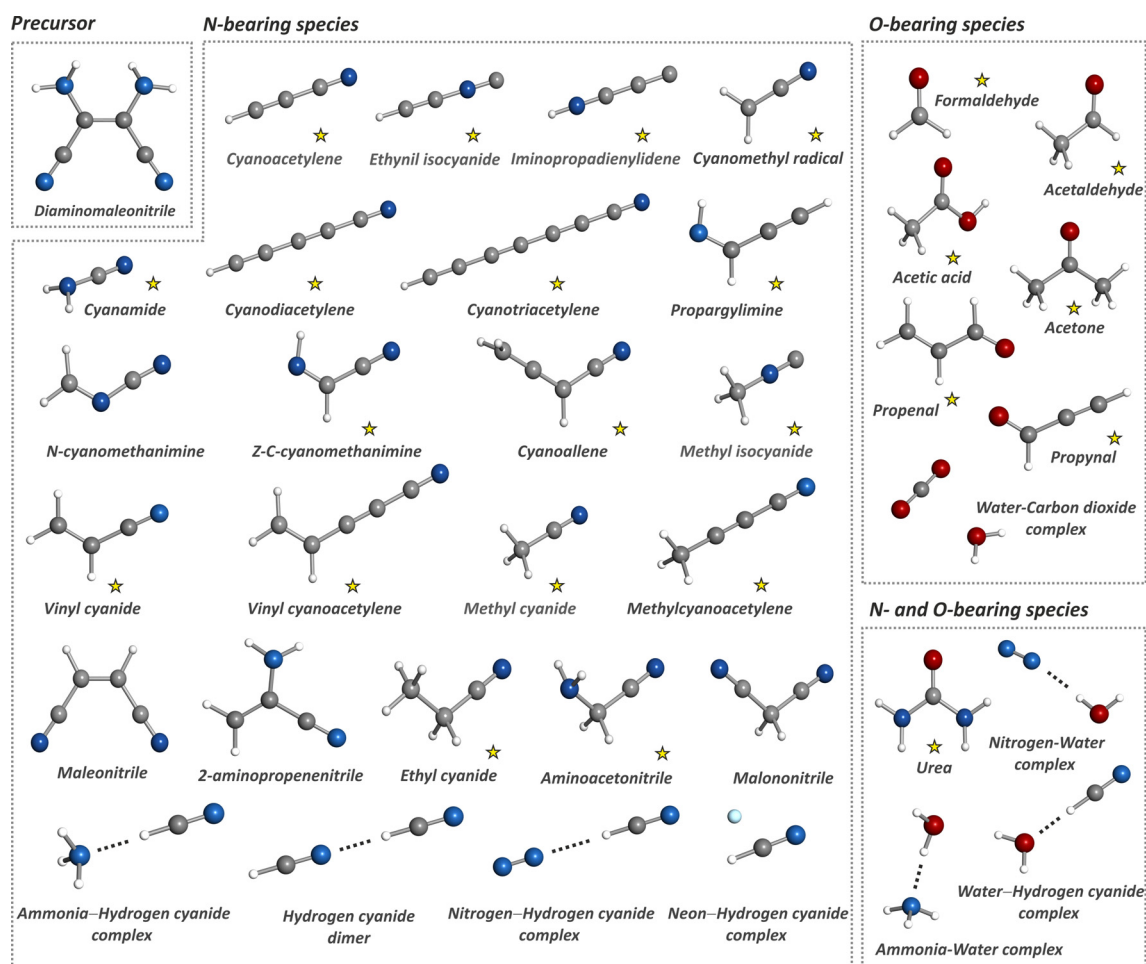 Precursor
N-bearing species
O-bearing species
Diaminomaleonitrile
Cyanoacetylene
Ethynil isocyanide
Iminopropadienylidene
Cyanomethyl radical
Formaldehyde
Acetaldehyde
Cyanamide
Cyanodiacetylene
Cyanotriacetylene
Propargylimine
Acetic acid
Acetone
N-cyanomethanimine
Z-C-cyanomethanimine
Cyanoallene
Methyl isocyanide
Propenal
Propynal
Water-Carbon dioxide
complex
Vinyl cyanide
Vinyl cyanoacetylene
Methyl cyanide
Methylcyanoacetylene
N- and O-bearing species
Maleonitrile
2-aminopropenenitrile
Ethyl cyanide
Aminoacetonitrile
Malononitrile
Urea
Nitrogen-Water
complex
Ammonia–Hydrogen cyanide
complex
Hydrogen cyanide
dimer
Nitrogen–Hydrogen cyanide
complex
Neon–Hydrogen cyanide
complex
Water–Hydrogen cyanide
complex
Ammonia-Water complex